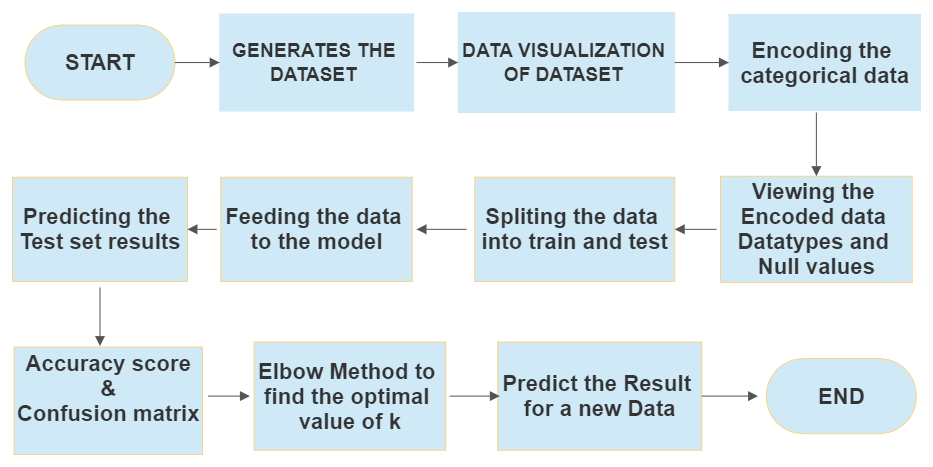 START
GENERATES THE
DATASET
DATA VISUALIZATION
OF DATASET
Encoding the
categorical data
Viewing the
Encoded data
Datatypes and
Null values
Spliting the data
into train and test
Feeding the data
to the model
Predicting the
Test set results
Accuracy score
&
Confusion matrix
Elbow Method to
find the optimal
value of k
Predict the Result
for a new Data
END